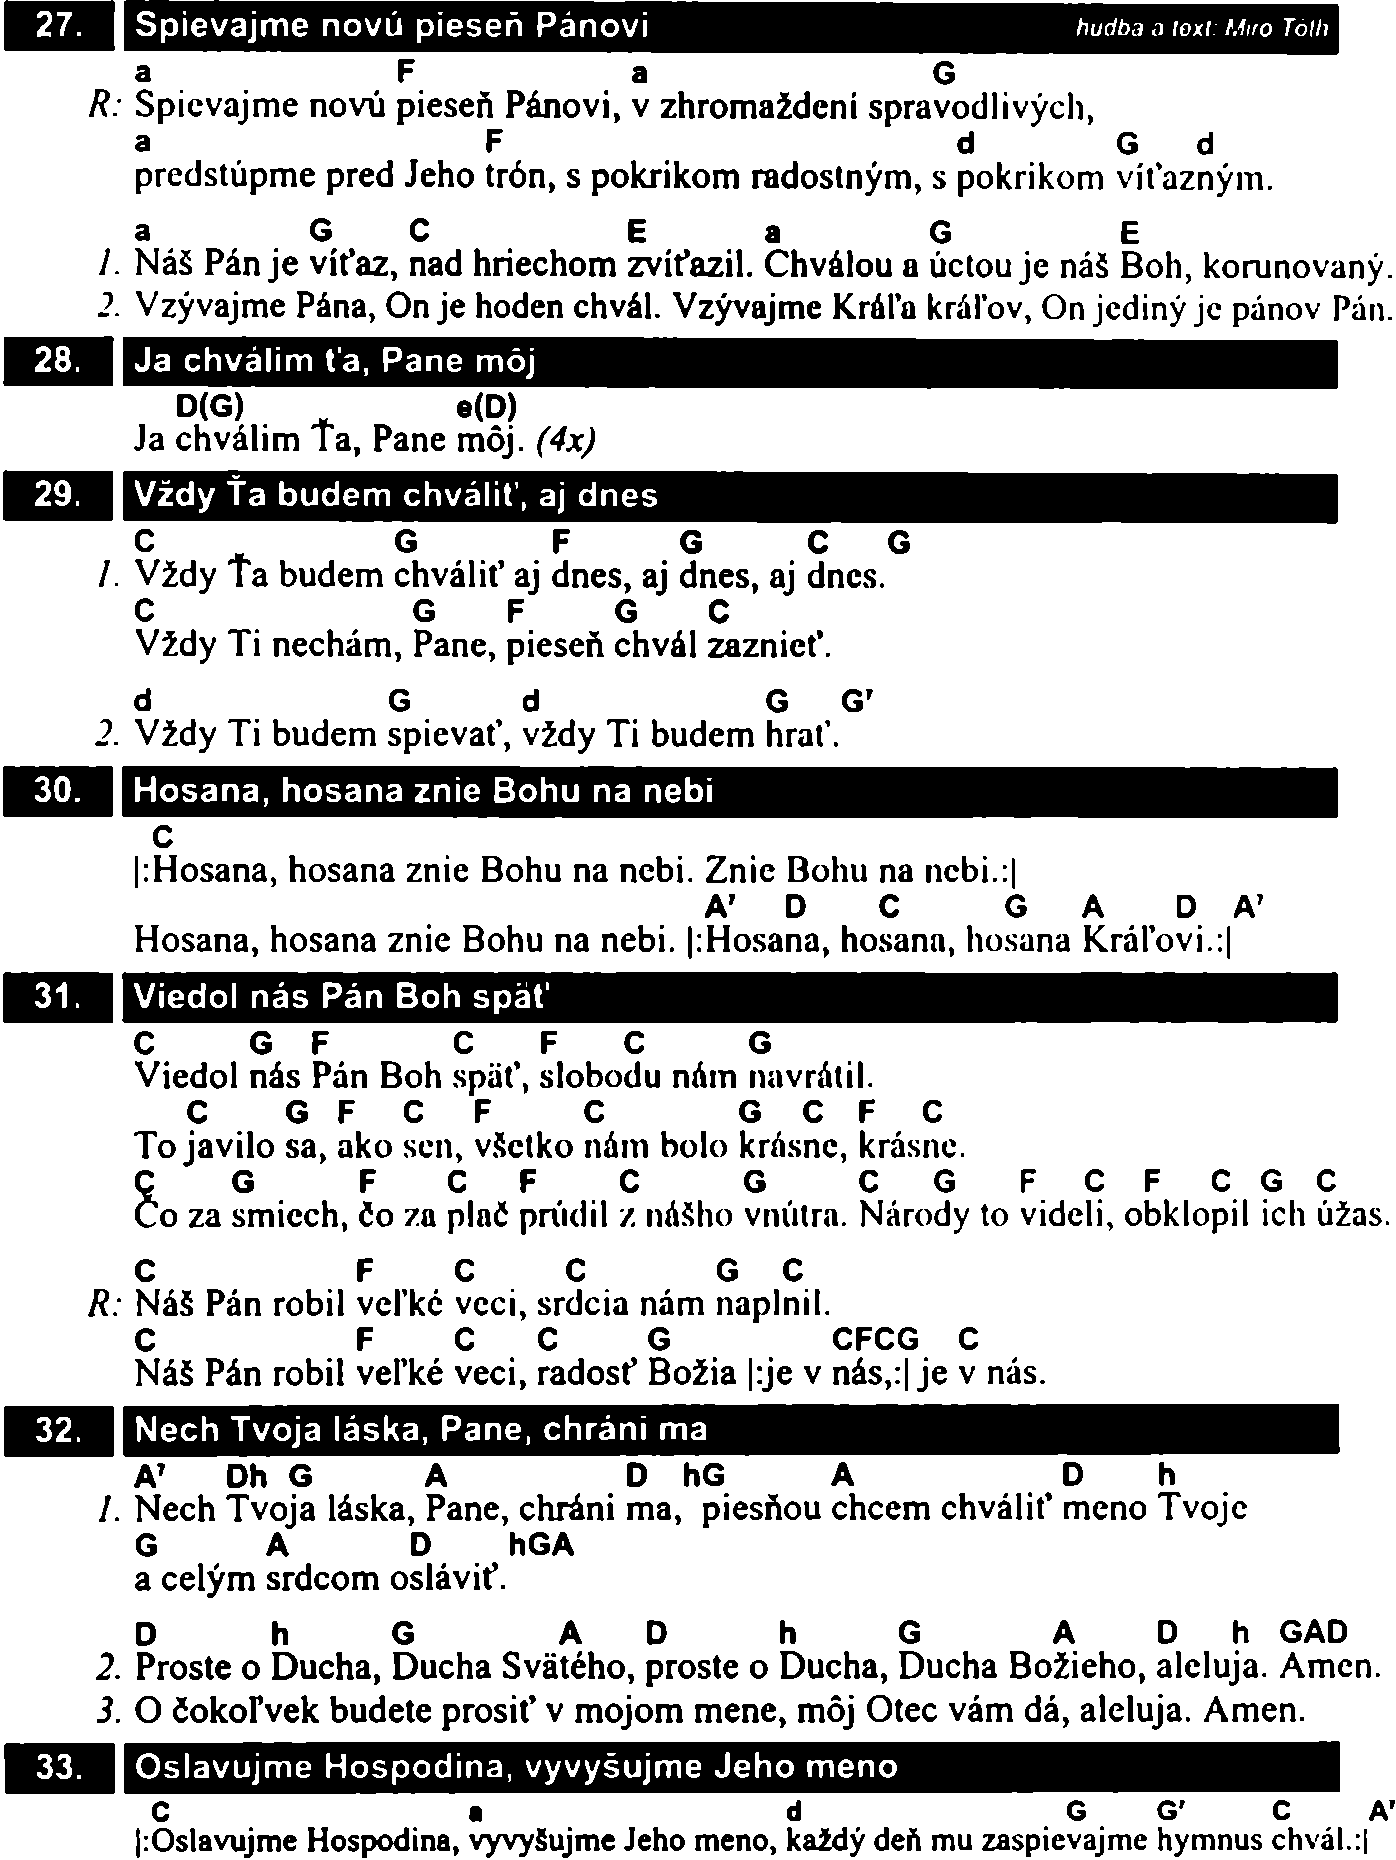 27. Spievajme novú pieseň Pánovi hudba a text: Miro Tóth
a F a G
R: Spievajme novú pieseň Pánovi, v zhromaždení spravodlivých,
a F d G d
predstúpme pred Jeho trón, s pokrikom radostným, s pokrikom víťazným.
a G C E a G E
1. Náš Pán je víťaz, nad hriechom zvíťazil. Chválou a úctou je náš Boh, korunovaný.
2. Vzývajme Pána, On je hoden chvál. Vzývajme Kráľa kráľov, On jediný je pánov Pán.
28. Ja chválim ťa, Pane môj
D(G) e(D)
Ja chválim Ťa, Pane môj. (4x)
29. Vždy Ťa budem chváliť, aj dnes
C G F G C G
1. Vždy Ťa budem chváliť aj dnes, aj dnes, aj dnes.
C G F G C
Vždy Ti nechám, Pane, pieseň chvál zaznieť.
d G d G G7
2. Vždy Ti budem spievať, vždy Ti budem hrať.
30. Hosana, hosana znie Bohu na nebi
C
|:Hosana, hosana znie Bohu na nebi. Znie Bohu na nebi.:|
A7 D C G A D A7
Hosana, hosana znie Bohu na nebi. |:Hosana, hosana, hosana Kráľovi.:|
31. Viedol nás Pán Boh späť
C G F C F C G
Viedol nás Pán Boh späť, slobodu nám navrátil.
C G F C F C G C F C
To javilo sa, ako sen, všetko nám bolo krásne, krásne.
C G F C F C G C G F C F C G C
Čo za smiech, čo za plač prúdil z nášho vnútra. Národy to videli, obklopil ich úžas.
C F C C G C
R: Náš Pán robil veľké veci, srdcia nám naplnil.
C F C C G CFCG C
Náš Pán robil veľké veci, radosť Božia |:je v nás,:| je v nás.
32. Nech Tvoja láska, Pane, chráni ma
A7 Dh G A D hG A D h
1. Nech Tvoja láska, Pane, chráni ma, piesňou chcem chváliť meno Tvoje
G A D hGA
a celým srdcom osláviť.
D h G A D h G A D h GAD
2. Proste o Ducha, Ducha Svätého, proste o Ducha, Ducha Božieho, aleluja. Amen.
3. O čokoľvek budete prosiť v mojom mene, môj Otec vám dá, aleluja. Amen.
33. Oslavujme Hospodina, vyvyšujme Jeho meno
C a d G G7 C A7
|:Oslavujme Hospodina, vyvyšujme Jeho meno, každý deň mu zaspievajme hymnus chvál.:|